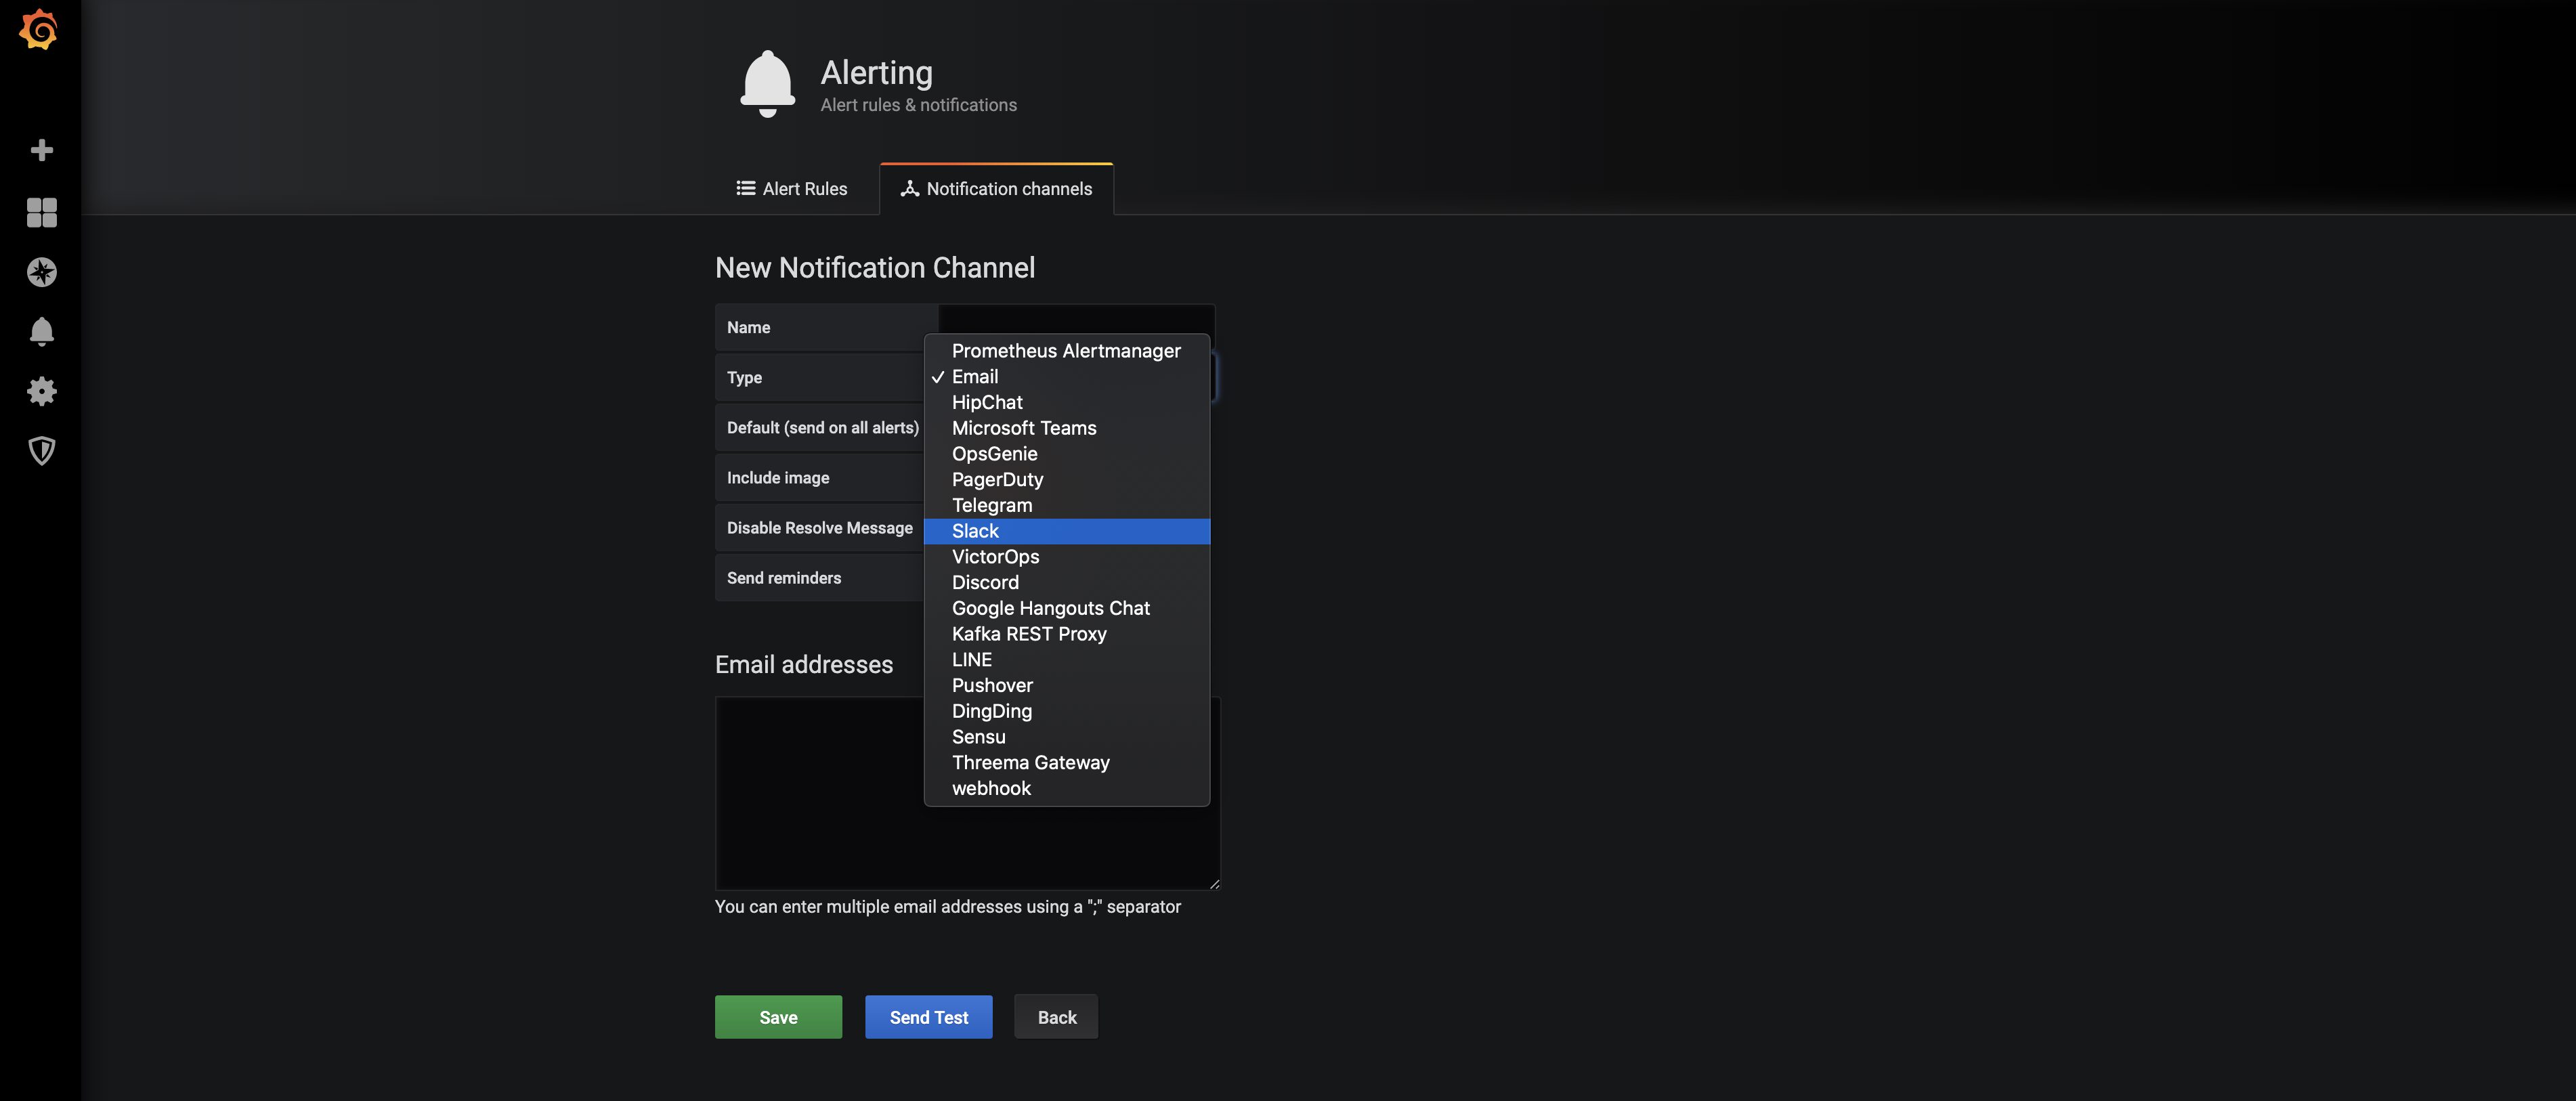 Alerting
Alert rules & notifications
Alert Rules
Notification channels
New Notification Channel
Name
Type
Default (send on all alerts)
Include image
Disable Resolve Message
Send reminders
Prometheus Alertmanager
✓ Email
HipChat
Microsoft Teams
OpsGenie
PagerDuty
Telegram
Slack
VictorOps
Discord
Google Hangouts Chat
Kafka REST Proxy
LINE
Pushover
DingDing
Sensu
Threema Gateway
webhook
Email addresses
You can enter multiple email addresses using a ";" separator
Save
Send Test
Back